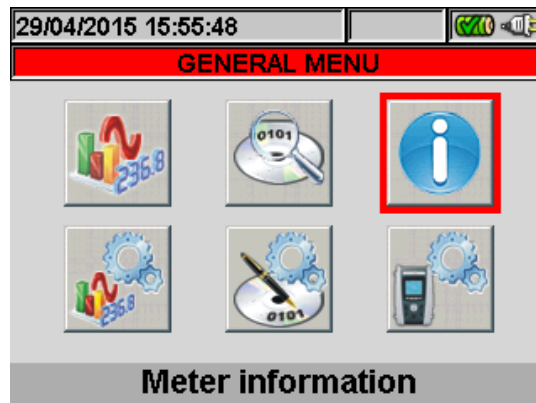 29/04/2015 15:55:48
GENERAL MENU
236.8
0101
236.8
0101
Meter information